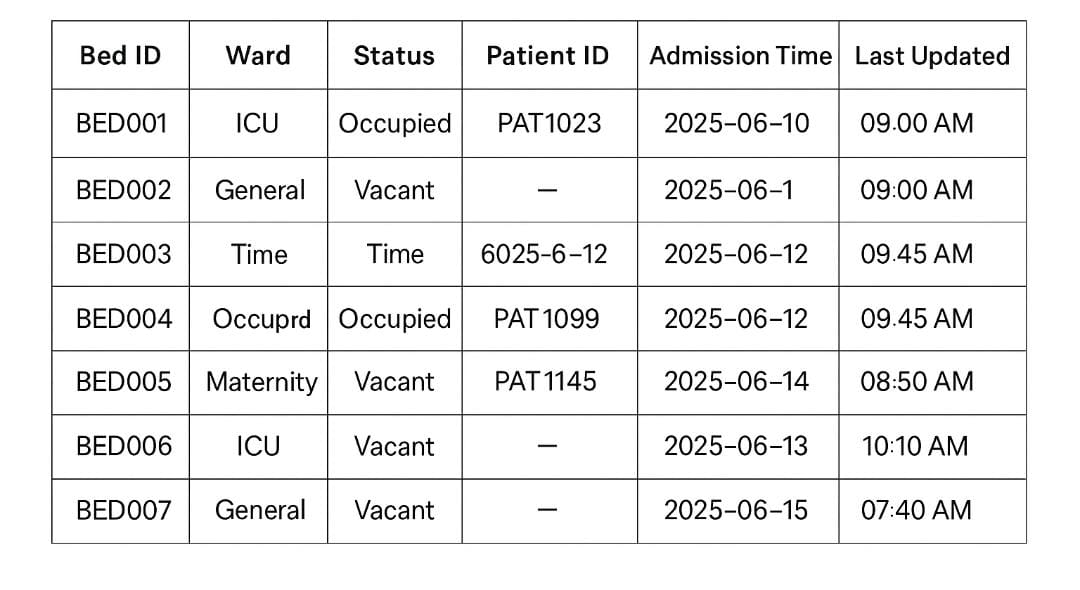 Bed ID Ward Status Patient ID Admission Time Last Updated
BED001 ICU Occupied PAT1023 2025-06-10 09.00 AM
BED002 General Vacant — 2025-06-1 09:00 AM
BED003 Time Time 6025-6-12 2025-06-12 09.45 AM
BED004 Occuprd Occupied PAT1099 2025-06-12 09.45 AM
BED005 Maternity Vacant PAT1145 2025-06-14 08:50 AM
BED006 ICU Vacant — 2025-06-13 10:10 AM
BED007 General Vacant — 2025-06-15 07:40 AM